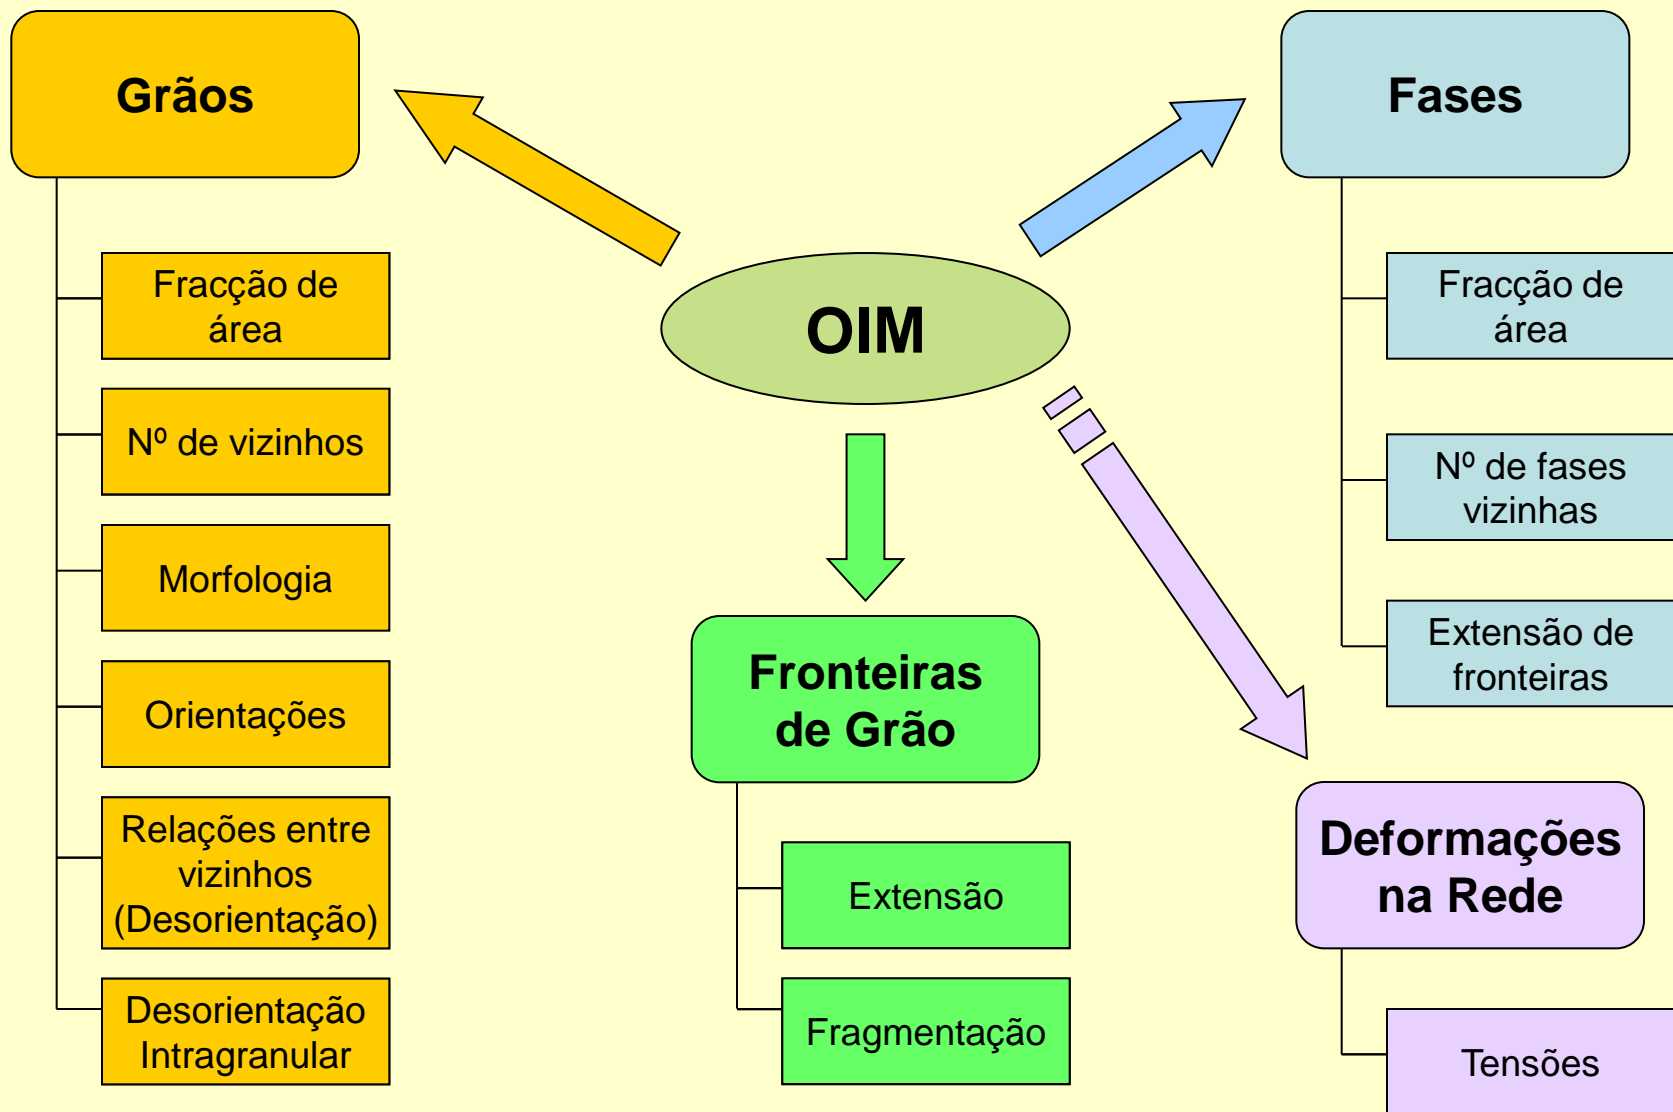 Grãos
Fracção de
área
Nº de vizinhos
Morfologia
Orientações
Relações entre
vizinhos
(Desorientação)
Desorientação
Intragranular
OIM
Fronteiras
de Grão
Extensão
Fragmentação
Fases
Fracção de
área
Nº de fases
vizinhas
Extensão de
fronteiras
Deformações
na Rede
Tensões